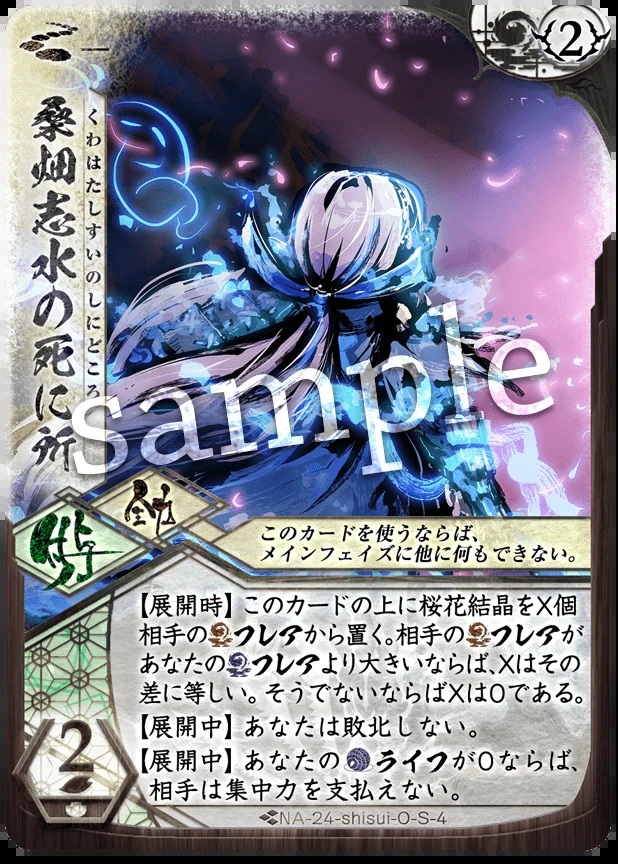 2
桑畑志水の死に所
くわはたしすいのしにどころ
sample
付与
全力
このカードを使うならば、
メインフェイズに他に何もできない。
【展開時】このカードの上に桜花結晶をX個
相手のフレアから置く。相手のフレアが
あなたのフレアより大きいならば、Xはその
差に等しい。そうでないならばXは0である。
【展開中】あなたは敗北しない。
【展開中】あなたのライフが0ならば、
相手は集中力を支払えない。
2
NA-24-shisui-O-S-4